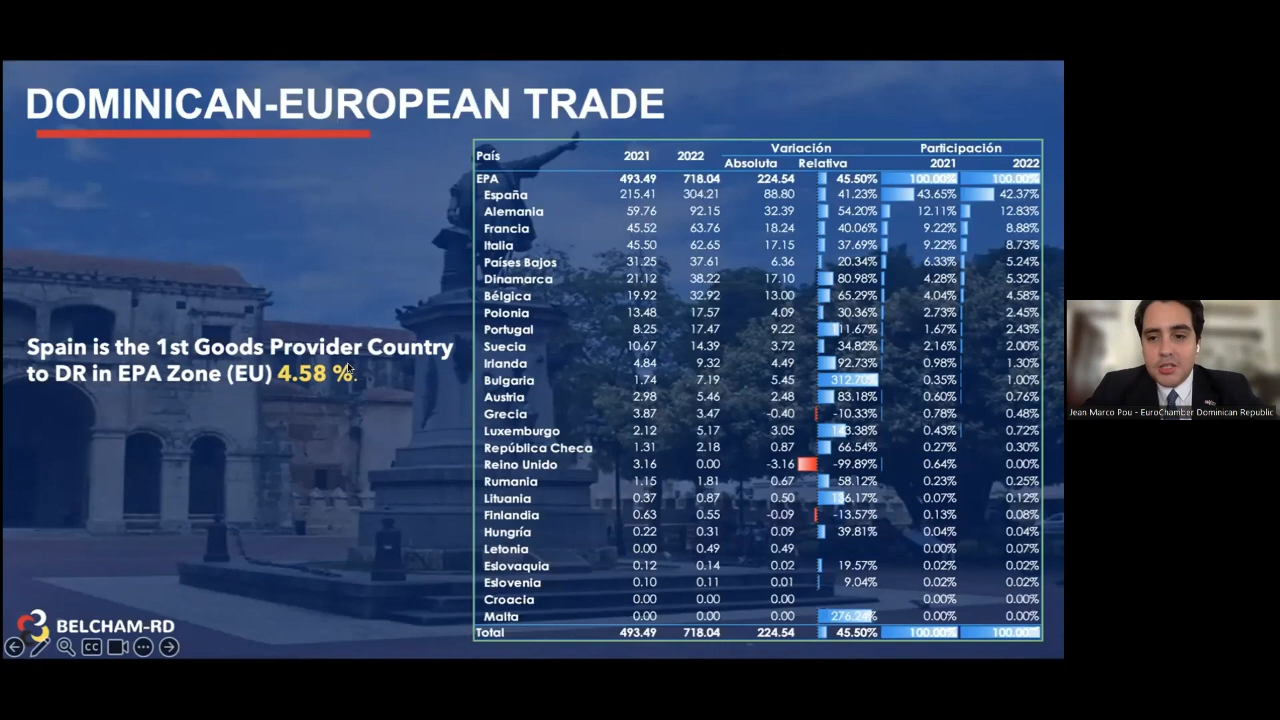 DOMINICAN-EUROPEAN TRADE
Spain is the 1st Goods Provider Country
to DR in EPA Zone (EU) 4.58 %.
País 2021 2022 Variación Participación
Absoluta Relativa 2021 2022
EPA 493.49 718.04 224.54 45.50% 100.00% 100.00%
España 215.41 304.21 88.80 41.23% 43.65% 42.37%
Alemania 59.76 92.15 32.39 54.20% 12.11% 12.83%
Francia 45.52 63.76 18.24 40.06% 9.22% 8.88%
Italia 45.50 62.65 17.15 37.69% 9.22% 8.73%
Países Bajos 31.25 37.61 6.36 20.34% 6.33% 5.24%
Dinamarca 21.12 38.22 17.10 80.98% 4.28% 5.32%
Bélgica 19.92 32.92 13.00 65.29% 4.04% 4.58%
Polonia 13.48 17.57 4.09 30.36% 2.73% 2.45%
Portugal 8.25 17.47 9.22 111.67% 1.67% 2.43%
Suecia 10.67 14.39 3.72 34.82% 2.16% 2.00%
Irlanda 4.84 9.32 4.49 92.73% 0.98% 1.30%
Bulgaria 1.74 7.19 5.45 312.70% 0.35% 1.00%
Austria 2.98 5.46 2.48 83.18% 0.60% 0.76%
Grecia 3.87 3.47 -0.40 -10.33% 0.78% 0.48%
Luxemburgo 2.12 5.17 3.05 143.38% 0.43% 0.72%
República Checa 1.31 2.18 0.87 66.54% 0.27% 0.30%
Reino Unido 3.16 0.00 -3.16 -99.89% 0.64% 0.00%
Rumania 1.15 1.81 0.67 58.12% 0.23% 0.25%
Lituania 0.37 0.87 0.50 136.17% 0.07% 0.12%
Finlandia 0.63 0.55 -0.09 -13.57% 0.13% 0.08%
Hungría 0.22 0.31 0.09 39.81% 0.04% 0.04%
Letonia 0.00 0.49 0.49 0.00% 0.07%
Eslovaquia 0.12 0.14 0.02 19.57% 0.02% 0.02%
Eslovenia 0.10 0.11 0.01 9.04% 0.02% 0.02%
Croacia 0.00 0.00 0.00 0.00% 0.00%
Malta 0.00 0.00 0.00 276.24% 0.00% 0.00%
Total 493.49 718.04 224.54 45.50% 100.00% 100.00%
BELCHAM-RD
CC
Jean Marco Pou - EuroChamber Dominican Republic